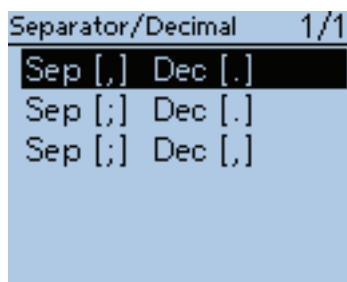 Separator/Decimal 1/1
Sep [,] Dec [.]
Sep [;] Dec [.]
Sep [;] Dec [,]